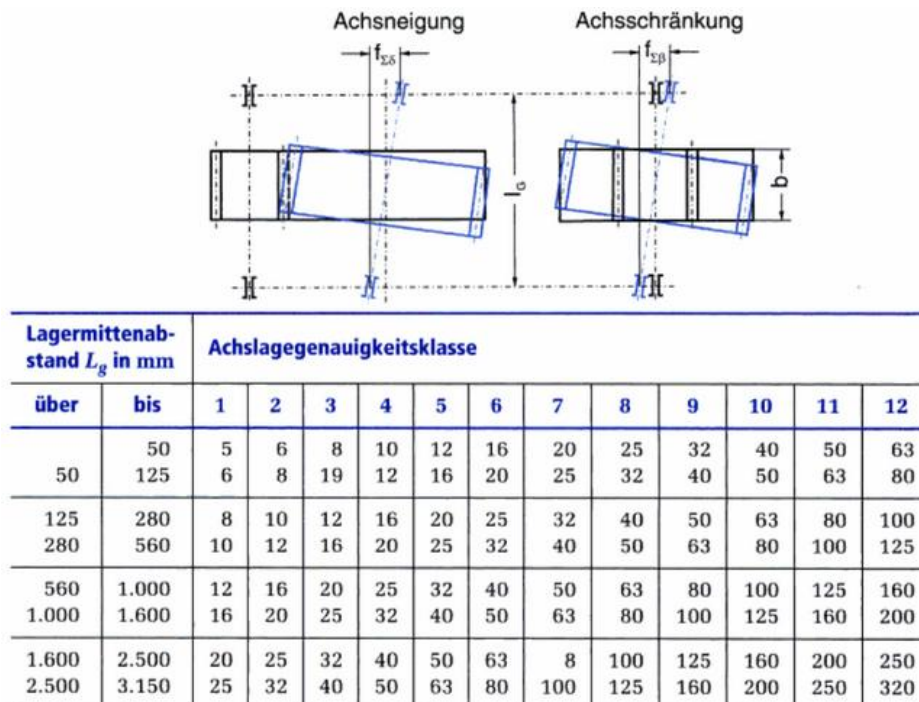 Achsneigung Achsschränkung
fΣδ fΣβ
lG b
Lagermittenab-
stand Lg in mm Achslagegenauigkeitsklasse
über bis 1 2 3 4 5 6 7 8 9 10 11 12
50 5 6 8 10 12 16 20 25 32 40 50 63
50 125 6 8 19 12 16 20 25 32 40 50 63 80
125 280 8 10 12 16 20 25 32 40 50 63 80 100
280 560 10 12 16 20 25 32 40 50 63 80 100 125
560 1.000 12 16 20 25 32 40 50 63 80 100 125 160
1.000 1.600 16 20 25 32 40 50 63 80 100 125 160 200
1.600 2.500 20 25 32 40 50 63 8 100 125 160 200 250
2.500 3.150 25 32 40 50 63 80 100 125 160 200 250 320